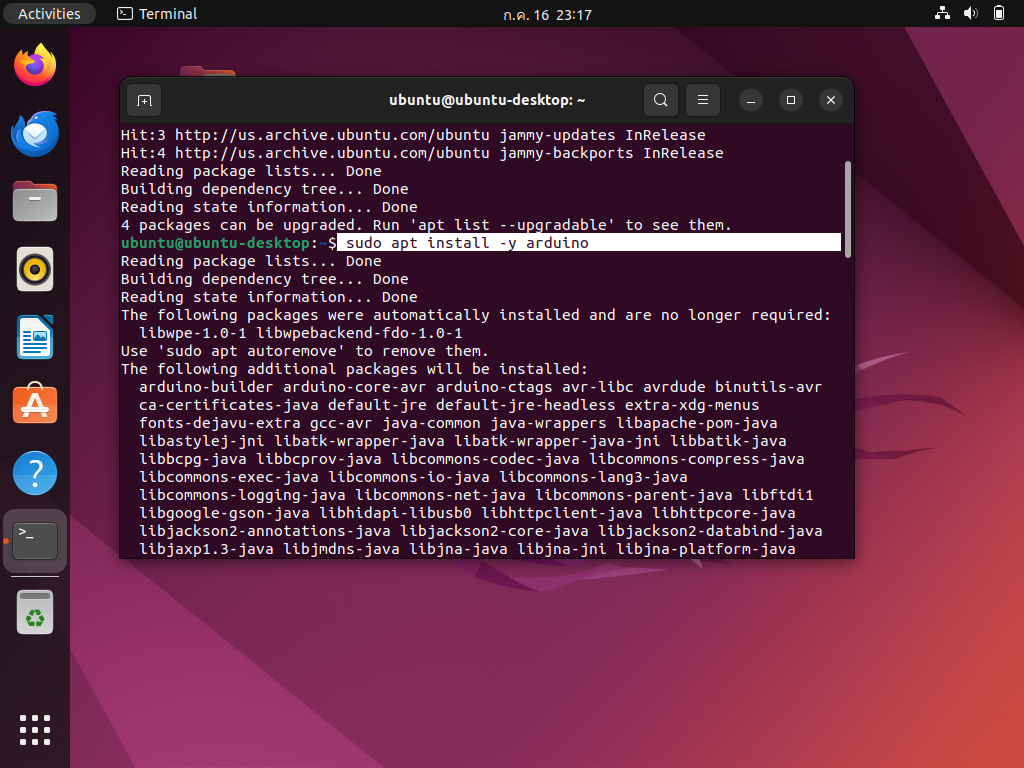 Activities
Terminal
ก.ค. 16 23:17
ubuntu@ubuntu-desktop: ~
Hit:3 http://us.archive.ubuntu.com/ubuntu jammy-updates InRelease
Hit:4 http://us.archive.ubuntu.com/ubuntu jammy-backports InRelease
Reading package lists... Done
Building dependency tree... Done
Reading state information... Done
4 packages can be upgraded. Run 'apt list --upgradable' to see them.
ubuntu@ubuntu-desktop:~$ sudo apt install -y arduino
Reading package lists... Done
Building dependency tree... Done
Reading state information... Done
The following packages were automatically installed and are no longer required:
libwpe-1.0-1 libwpebackend-fdo-1.0-1
Use 'sudo apt autoremove' to remove them.
The following additional packages will be installed:
arduino-builder arduino-core-avr arduino-ctags avr-libc avrdude binutils-avr
ca-certificates-java default-jre default-jre-headless extra-xdg-menus
fonts-dejavu-extra gcc-avr java-common java-wrappers libapache-pom-java
libastylej-jni libatk-wrapper-java libatk-wrapper-java-jni libbatik-java
libbcpg-java libbcprov-java libcommons-codec-java libcommons-compress-java
libcommons-exec-java libcommons-io-java libcommons-lang3-java
libcommons-logging-java libcommons-net-java libcommons-parent-java libftdi1
libgoogle-gson-java libhidapi-libusb0 libhttpclient-java libhttpcore-java
libjackson2-annotations-java libjackson2-core-java libjackson2-databind-java
libjaxp1.3-java libjmdns-java libjna-java libjna-jni libjna-platform-java